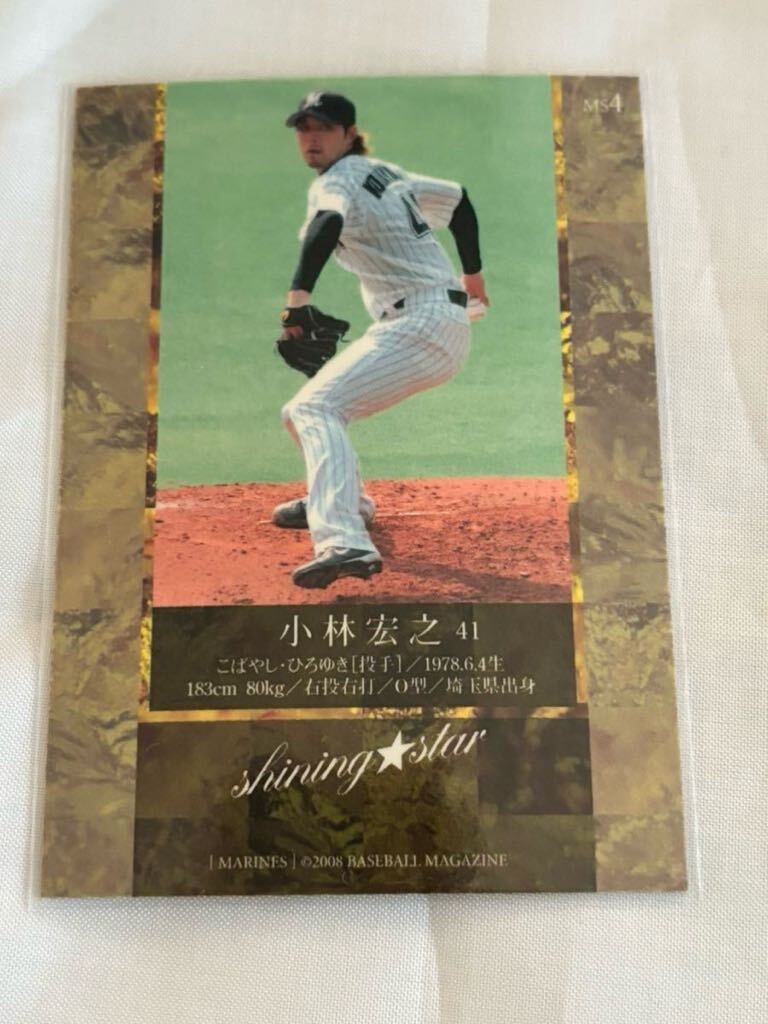 MS4
M
小林宏之 41
こばやし・ひろゆき[投手]／1978.6.4生
183cm 80kg／右投右打／O型／埼玉県出身
shining★star
| MARINES | ©2008 BASEBALL MAGAZINE